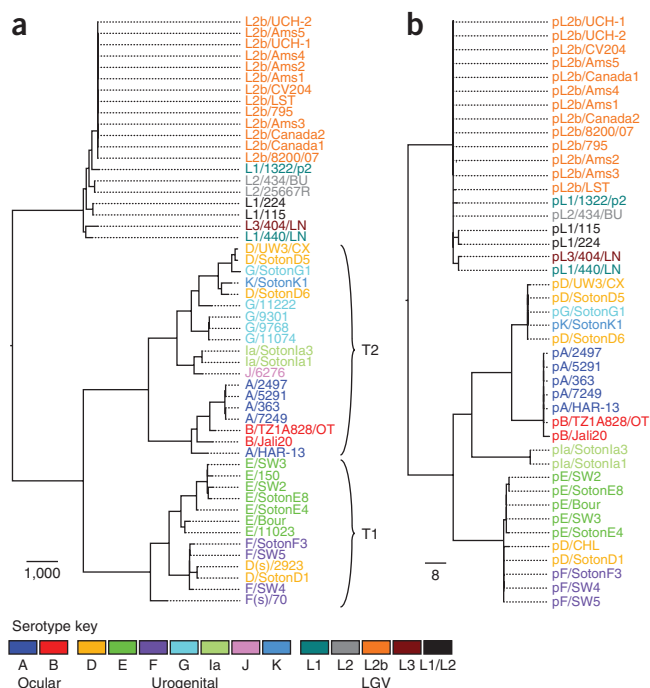 a
L2b/UCH-2
L2b/Ams5
L2b/UCH-1
L2b/Ams4
L2b/Ams2
L2b/Ams1
L2b/CV204
L2b/LST
L2b/795
L2b/Ams3
L2b/Canada2
L2b/Canada1
L2b/8200/07
L1/1322/p2
L2/434/BU
L2/25667R
L1/224
L1/115
L3/404/LN
L1/440/LN
D/UW3/CX
D/SotonD5
G/SotonG1
K/SotonK1
D/SotonD6
G/11222
G/9301
G/9768
G/11074
Ia/SotonIa3
Ia/SotonIa1
J/6276
A/2497
A/5291
A/363
A/7249
B/TZ1A828/OT
B/Jali20
A/HAR-13
T2
E/SW3
E/150
E/SW2
E/SotonE8
E/SotonE4
E/Bour
E/11023
F/SotonF3
F/SW5
D(s)/2923
D/SotonD1
F/SW4
F(s)/70
T1
1,000
b
pL2b/UCH-1
pL2b/UCH-2
pL2b/CV204
pL2b/Ams5
pL2b/Canada1
pL2b/Ams4
pL2b/Ams1
pL2b/Canada2
pL2b/8200/07
pL2b/795
pL2b/Ams2
pL2b/Ams3
pL2b/LST
pL1/1322/p2
pL2/434/BU
pL1/115
pL1/224
pL3/404/LN
pL1/440/LN
pD/UW3/CX
pD/SotonD5
pG/SotonG1
pK/SotonK1
pD/SotonD6
pA/2497
pA/5291
pA/363
pA/7249
pA/HAR-13
pB/TZ1A828/OT
pB/Jali20
pIa/SotonIa3
pIa/SotonIa1
pE/SW2
pE/SotonE8
pE/Bour
pE/SW3
pE/SotonE4
pD/CHL
pD/SotonD1
pF/SotonF3
pF/SW4
pF/SW5
8
Serotype key
A B D E F G Ia J K L1 L2 L2b L3 L1/L2
Ocular Urogenital LGV